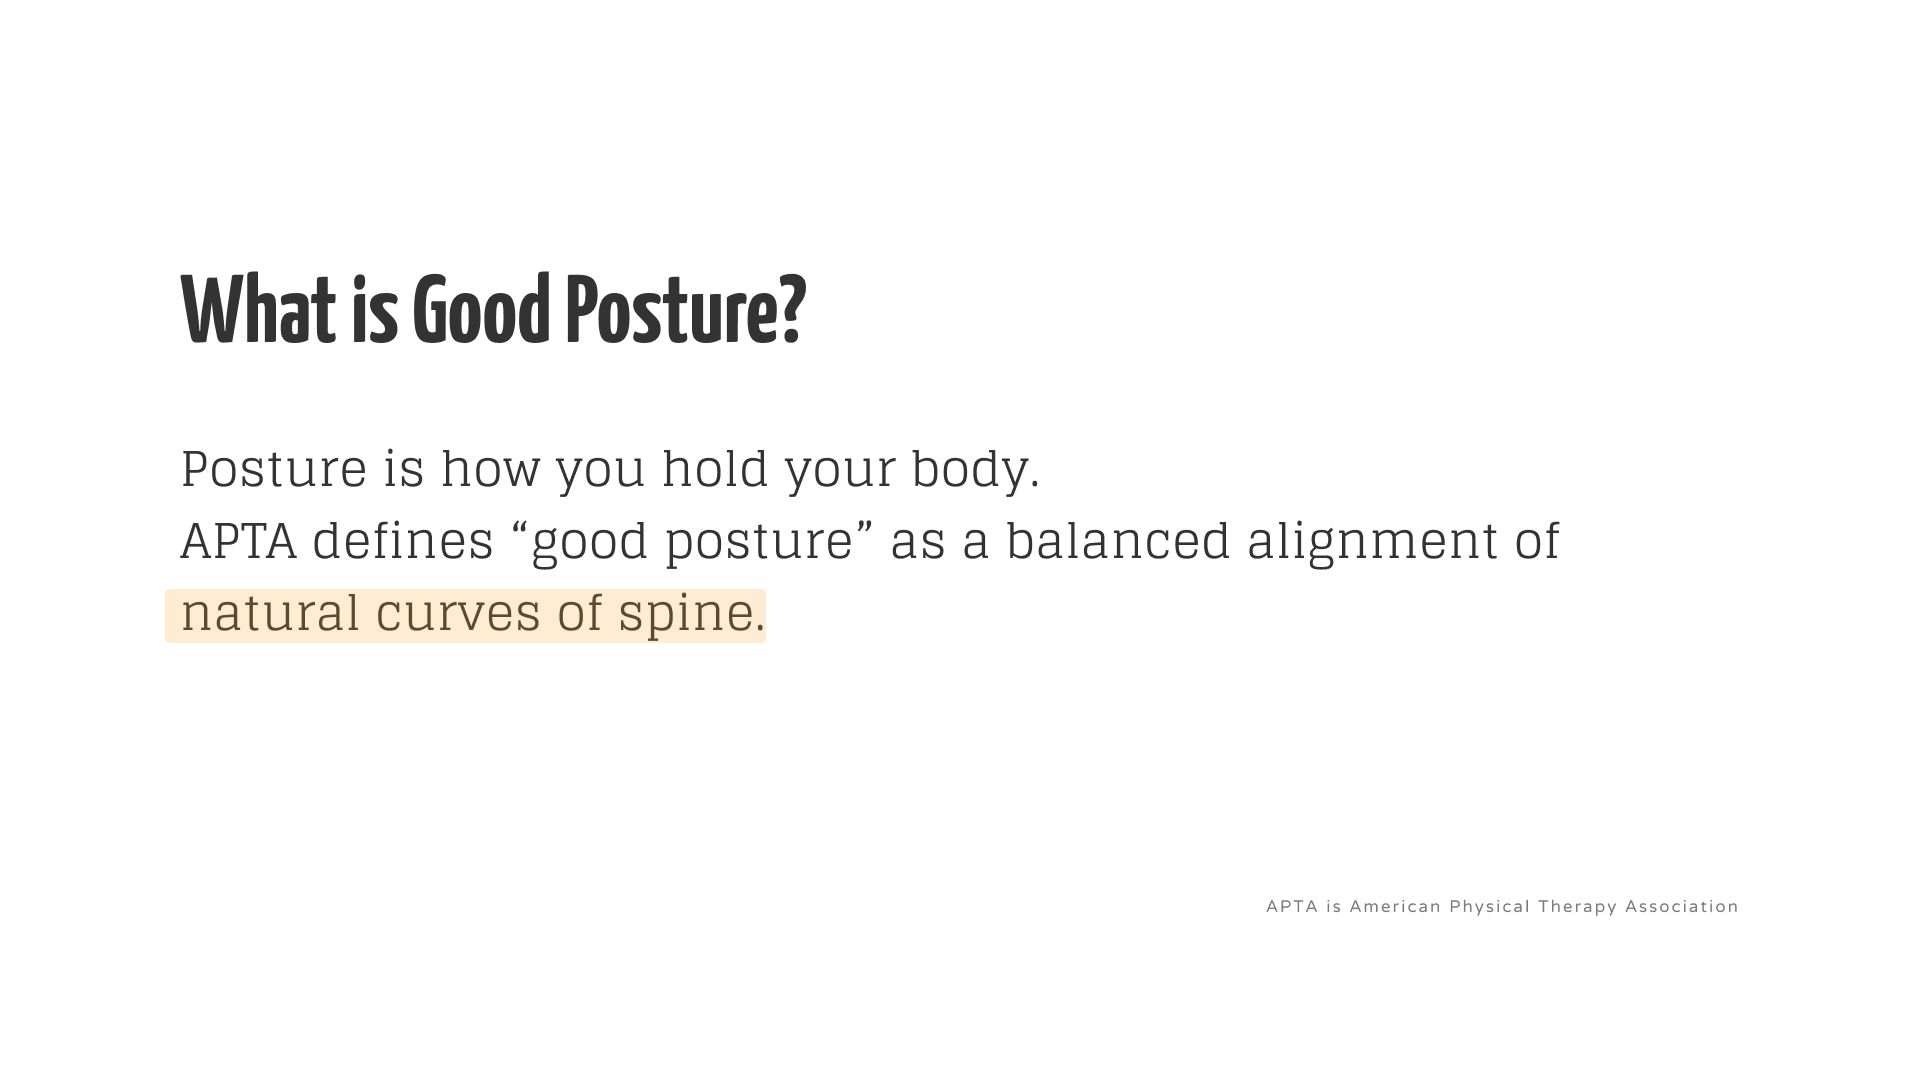 What is Good Posture?
Posture is how you hold your body.
APTA defines “good posture” as a balanced alignment of
natural curves of spine.
APTA is American Physical Therapy Association